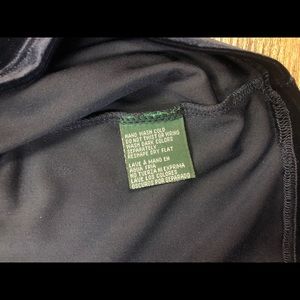 HAND WASH COLD
DO NOT TWIST OR WRING
WASH DARK COLORS
SEPARATELY
RESHAPE DRY FLAT
LAVE A MANO EN
AGUA FRIA
NO TUERZA NI EXPRIMA
LAVE LOS COLORES
OSCUROS POR SEPARADO